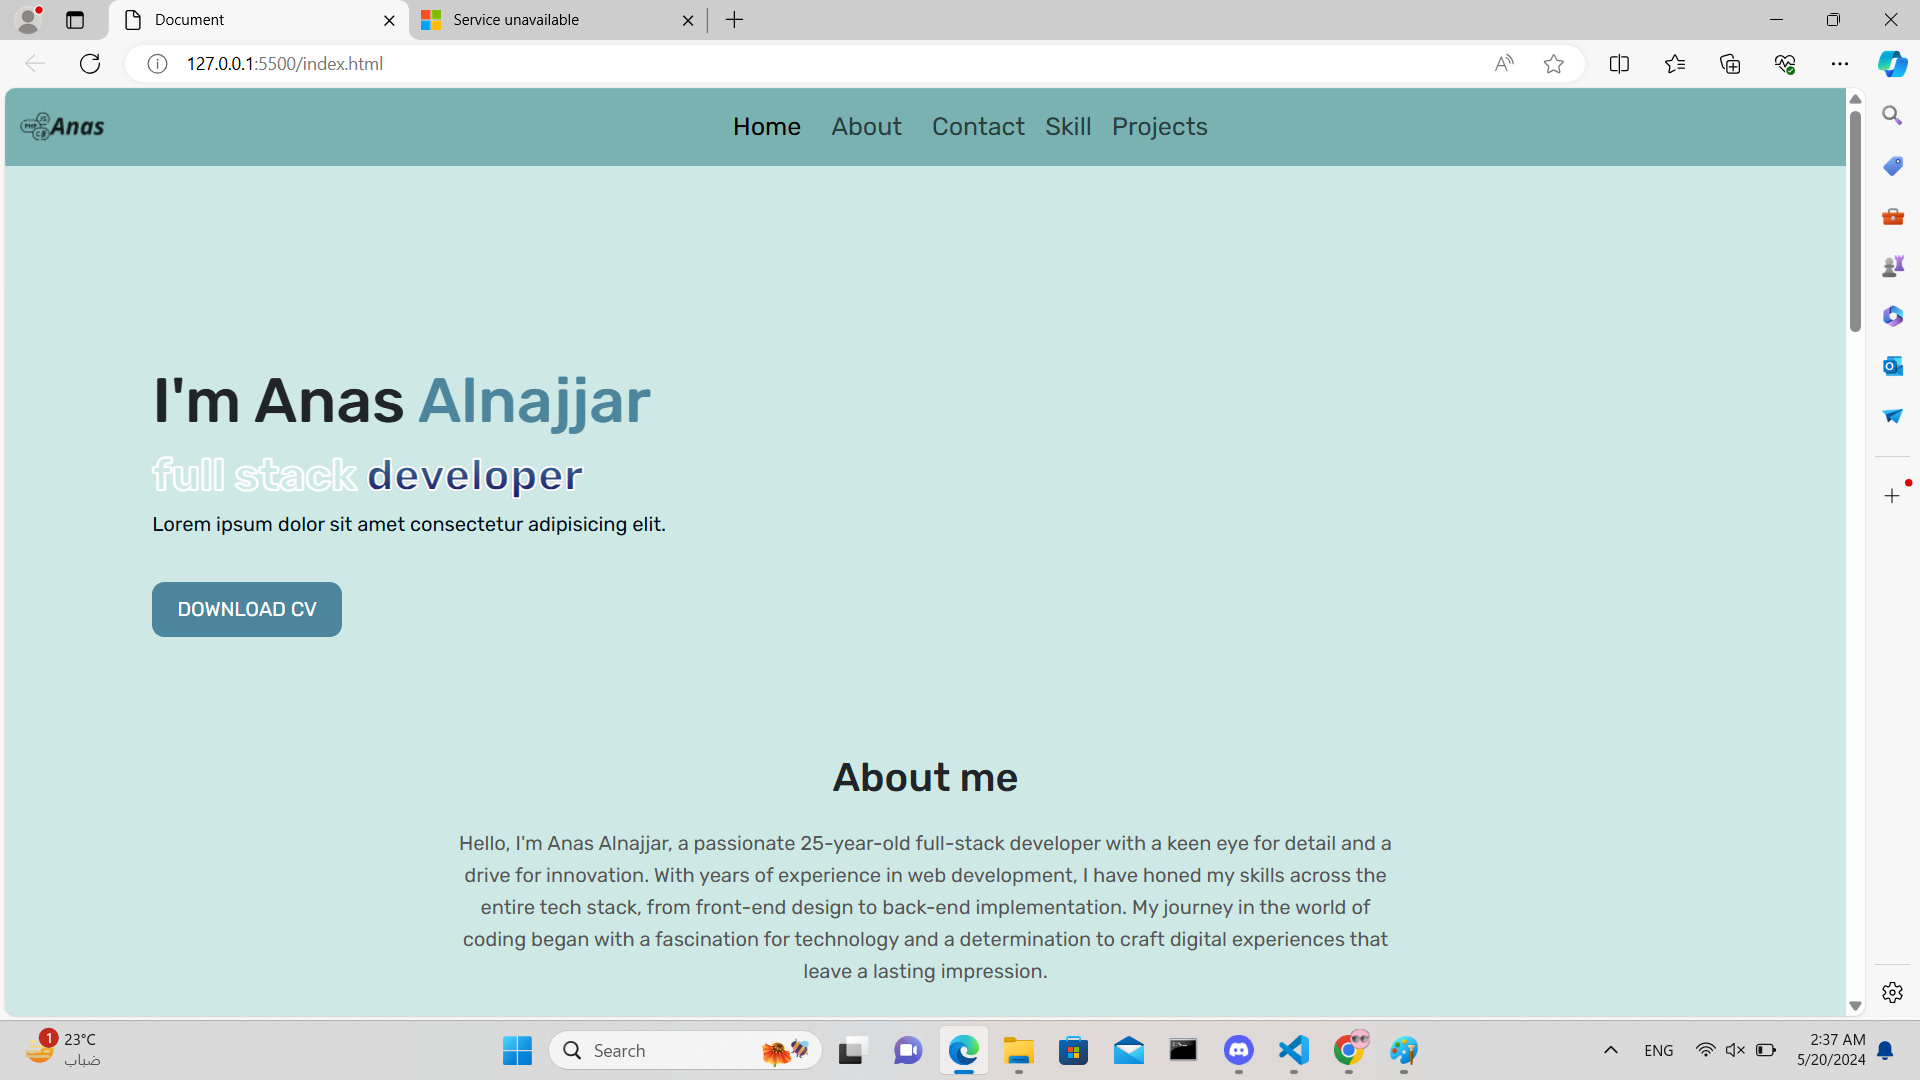 Document
Service unavailable
127.0.0.1:5500/index.html
Anas
Home About Contact Skill Projects
I'm Anas Alnajjar
full stack developer
Lorem ipsum dolor sit amet consectetur adipisicing elit.
DOWNLOAD CV
About me
Hello, I'm Anas Alnajjar, a passionate 25-year-old full-stack developer with a keen eye for detail and a
drive for innovation. With years of experience in web development, I have honed my skills across the
entire tech stack, from front-end design to back-end implementation. My journey in the world of
coding began with a fascination for technology and a determination to craft digital experiences that
leave a lasting impression.
1
23°C
ضباب
Search
ENG
2:37 AM
5/20/2024